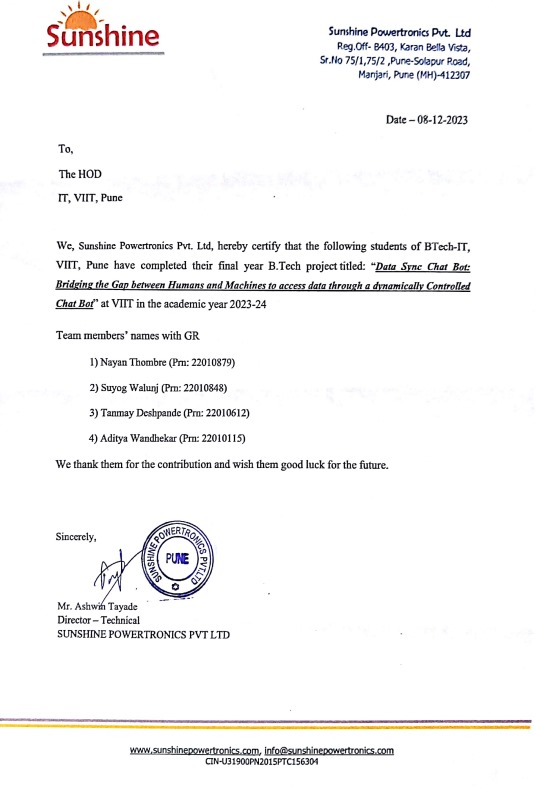 Sunshine
Sunshine Powertronics Pvt. Ltd
Reg.Off- B403, Karan Bella Vista,
Sr.No 75/1,75/2 ,Pune-Solapur Road,
Manjari, Pune (MH)-412307
Date – 08-12-2023
To,
The HOD
IT, VIIT, Pune
We, Sunshine Powertronics Pvt. Ltd, hereby certify that the following students of BTech-IT,
VIIT, Pune have completed their final year B.Tech project titled: “Data Sync Chat Bot:
Bridging the Gap between Humans and Machines to access data through a dynamically Controlled
Chat Bot” at VIIT in the academic year 2023-24
Team members’ names with GR
1) Nayan Thombre (Prn: 22010879)
2) Suyog Walunj (Prn: 22010848)
3) Tanmay Deshpande (Prn: 22010612)
4) Aditya Wandhekar (Prn: 22010115)
We thank them for the contribution and wish them good luck for the future.
Sincerely,
SUNSHINE POWERTRONICS PVT.LTD
PUNE
Mr. Ashwin Tayade
Director – Technical
SUNSHINE POWERTRONICS PVT LTD
www.sunshinepowertronics.com, info@sunshinepowertronics.com
CIN-U31900PN2015PTC156304